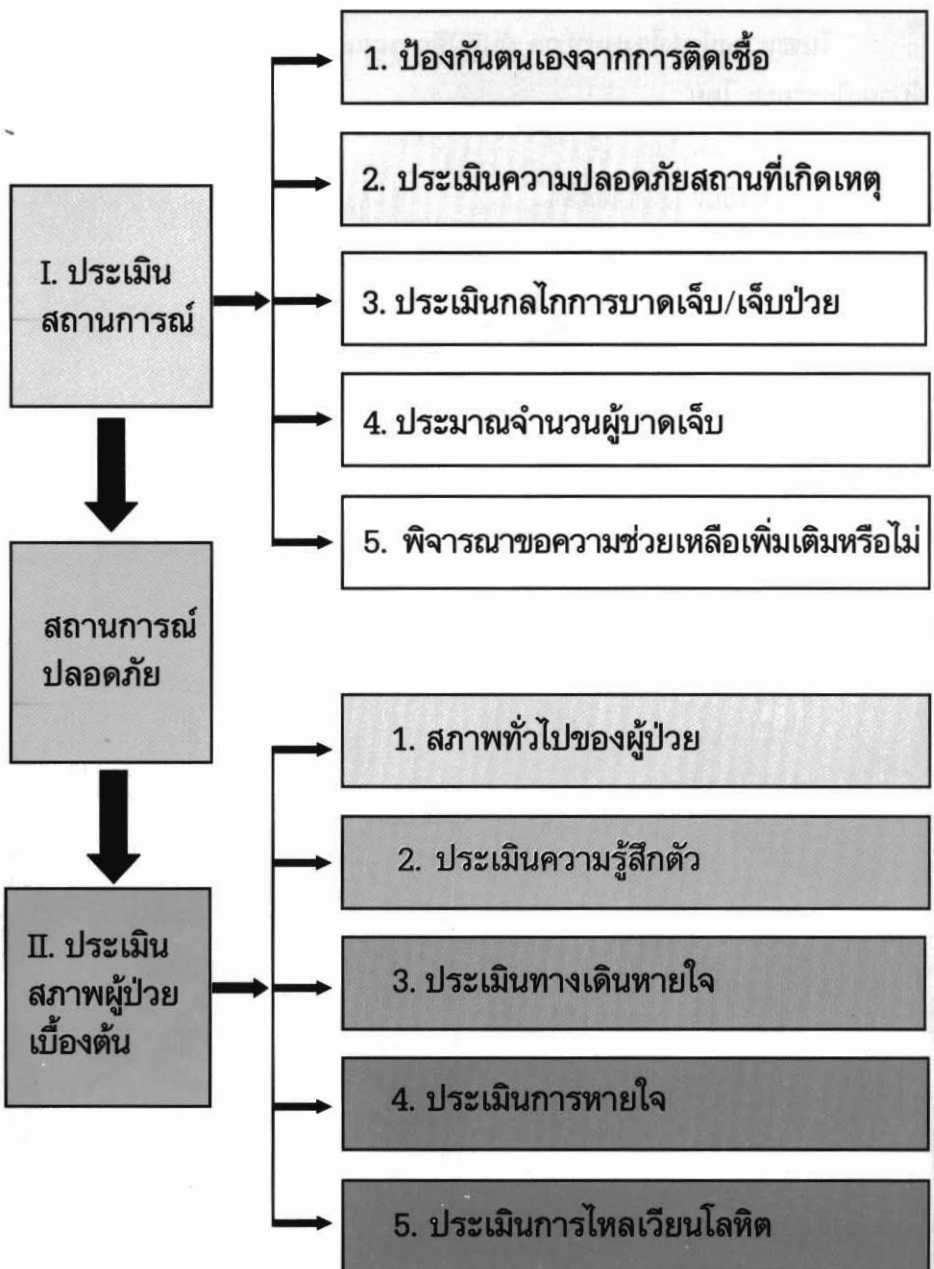 1. ป้องกันตนเองจากการติดเชื้อ
2. ประเมินความปลอดภัยสถานที่เกิดเหตุ
I. ประเมิน
สถานการณ์
3. ประเมินกลไกการบาดเจ็บ/เจ็บป่วย
4. ประมาณจำนวนผู้บาดเจ็บ
5. พิจารณาขอความช่วยเหลือเพิ่มเติมหรือไม่
สถานการณ์
ปลอดภัย
1. สภาพทั่วไปของผู้ป่วย
2. ประเมินความรู้สึกตัว
II. ประเมิน
สภาพผู้ป่วย
เบื้องต้น
3. ประเมินทางเดินหายใจ
4. ประเมินการหายใจ
5. ประเมินการไหลเวียนโลหิต